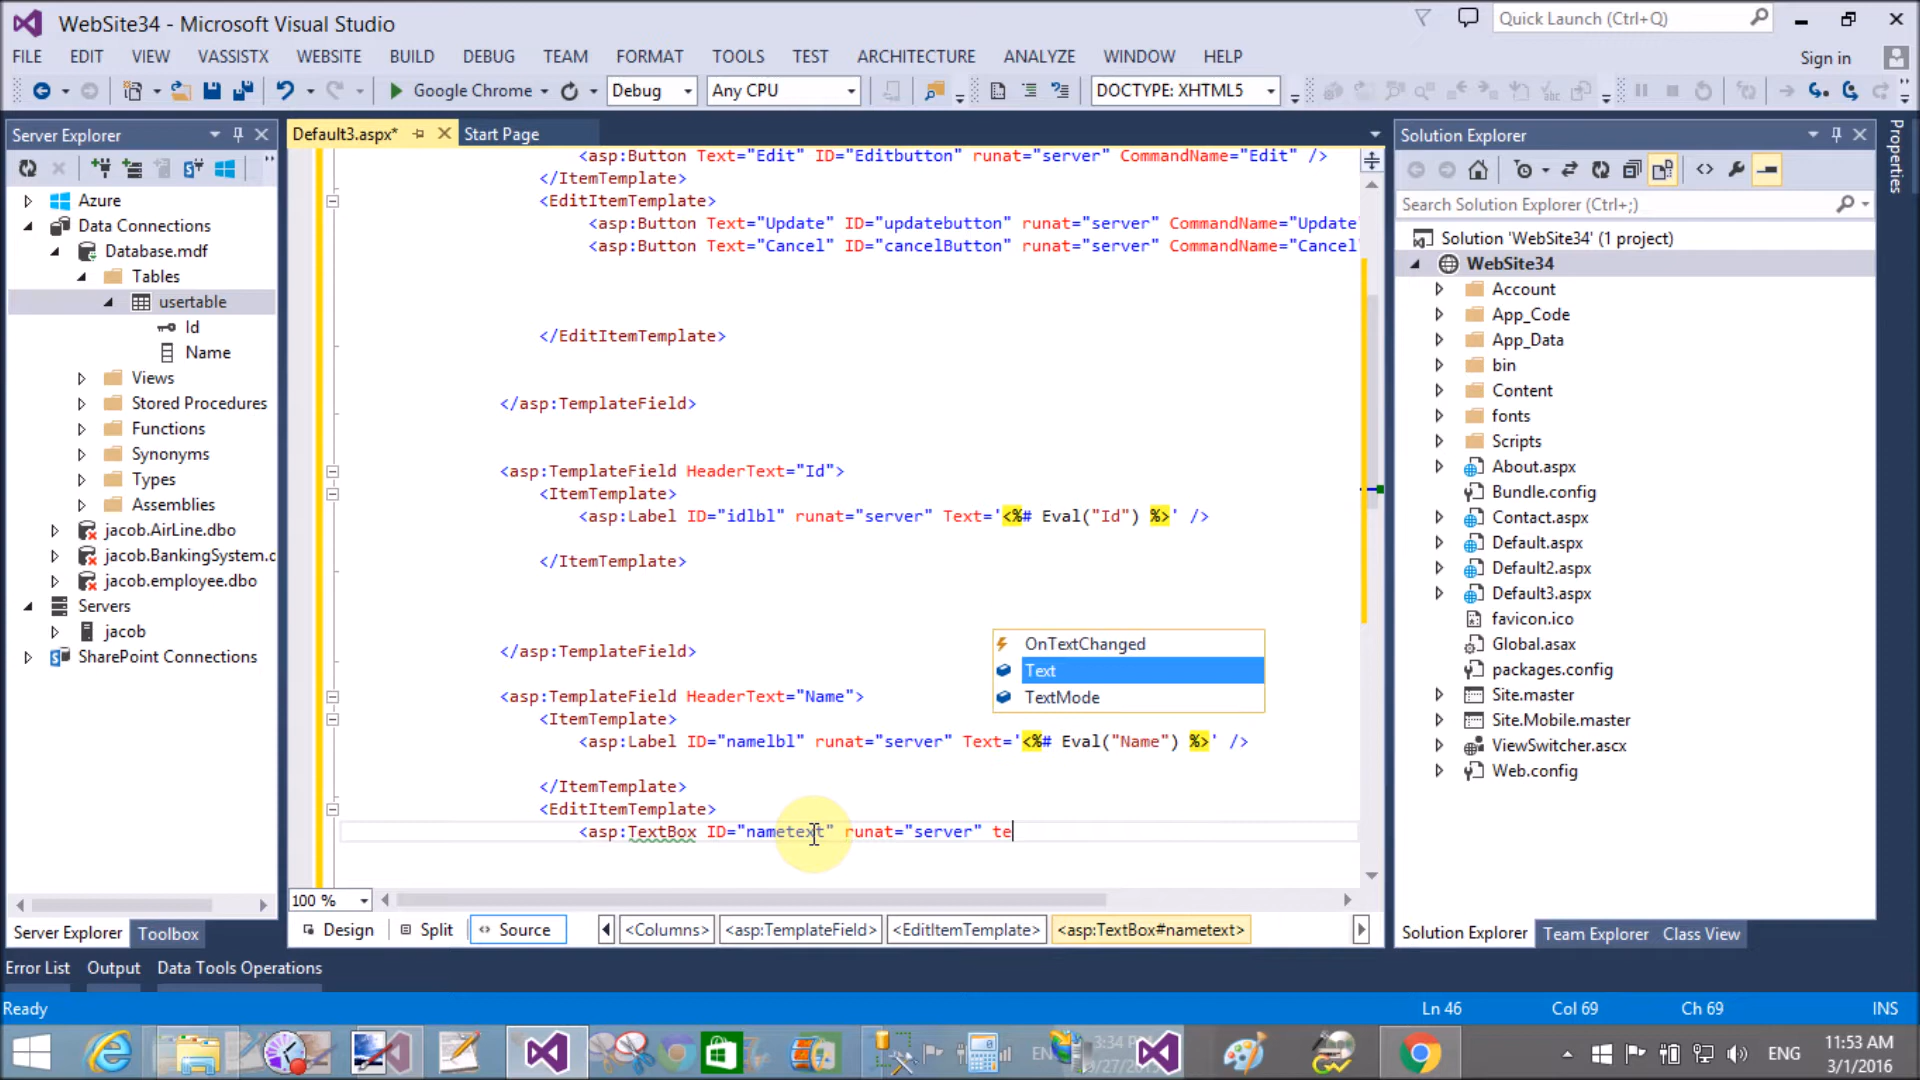 WebSite34 - Microsoft Visual Studio
Quick Launch (Ctrl+Q)
FILE EDIT VIEW VASSISTX WEBSITE BUILD DEBUG TEAM FORMAT TOOLS TEST ARCHITECTURE ANALYZE WINDOW HELP
Sign in
Google Chrome
Debug
Any CPU
DOCTYPE: XHTML5
Server Explorer
Azure
Data Connections
Database.mdf
Tables
usertable
Id
Name
Views
Stored Procedures
Functions
Synonyms
Types
Assemblies
jacob.AirLine.dbo
jacob.BankingSystem.c
jacob.employee.dbo
Servers
jacob
SharePoint Connections
Server Explorer Toolbox
Default3.aspx*
Start Page
<asp:Button Text="Edit" ID="Editbutton" runat="server" CommandName="Edit" />
</ItemTemplate>
<EditItemTemplate>
<asp:Button Text="Update" ID="updatebutton" runat="server" CommandName="Update
<asp:Button Text="Cancel" ID="cancelButton" runat="server" CommandName="Cancel
</EditItemTemplate>
</asp:TemplateField>
<asp:TemplateField HeaderText="Id">
<ItemTemplate>
<asp:Label ID="idlbl" runat="server" Text='<%# Eval("Id") %>' />
</ItemTemplate>
</asp:TemplateField>
OnTextChanged
Text
TextMode
<asp:TemplateField HeaderText="Name">
<ItemTemplate>
<asp:Label ID="namelbl" runat="server" Text='<%# Eval("Name") %>' />
</ItemTemplate>
<EditItemTemplate>
<asp:TextBox ID="nametext" runat="server" te
100 %
Design Split Source
<Columns> <asp:TemplateField> <EditItemTemplate> <asp:TextBox#nametext>
Solution Explorer
Search Solution Explorer (Ctrl+;)
Solution 'WebSite34' (1 project)
WebSite34
Account
App_Code
App_Data
bin
Content
fonts
Scripts
About.aspx
Bundle.config
Contact.aspx
Default.aspx
Default2.aspx
Default3.aspx
favicon.ico
Global.asax
packages.config
Site.master
Site.Mobile.master
ViewSwitcher.ascx
Web.config
Solution Explorer Team Explorer Class View
Properties
Error List Output Data Tools Operations
Ready
Ln 46 Col 69 Ch 69 INS
EN
3:34 PM
ENG
11:53 AM
3/1/2016